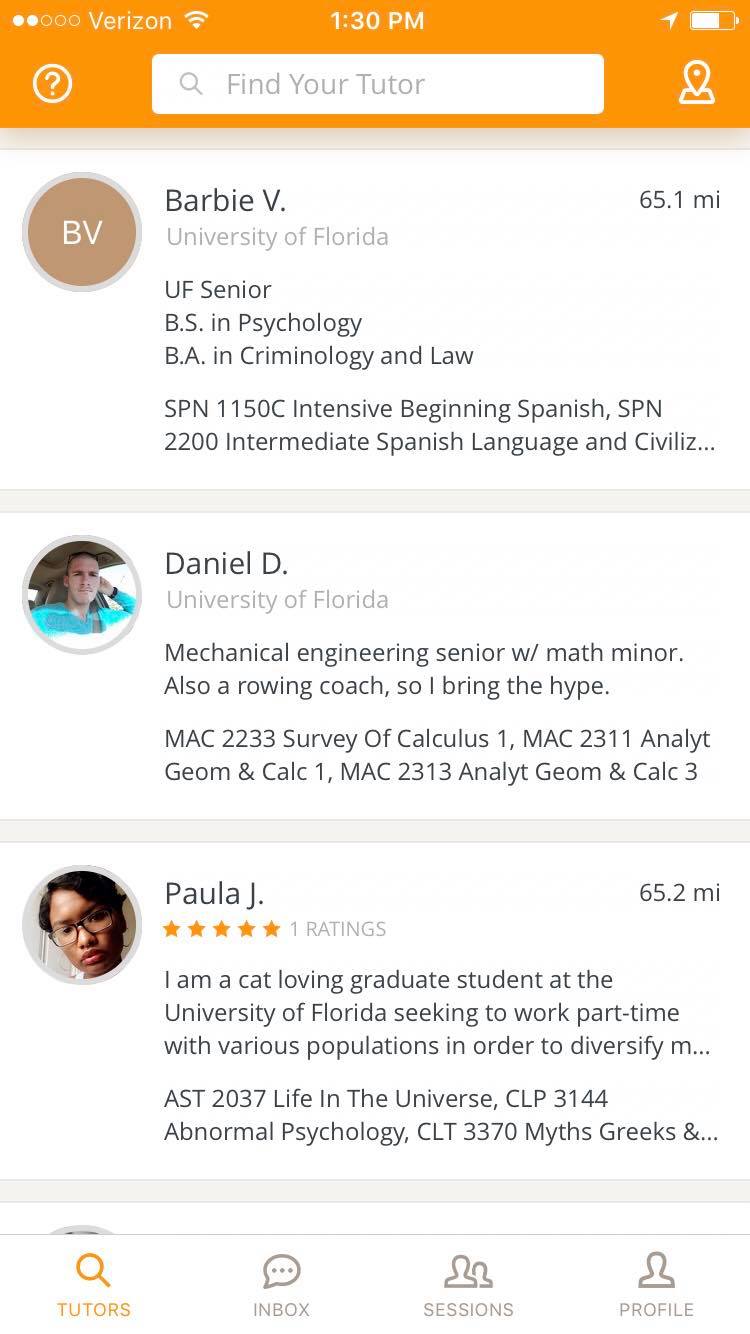 Verizon 1:30 PM
Find Your Tutor
BV
Barbie V. 65.1 mi
University of Florida
UF Senior
B.S. in Psychology
B.A. in Criminology and Law
SPN 1150C Intensive Beginning Spanish, SPN
2200 Intermediate Spanish Language and Civiliz...
Daniel D.
University of Florida
Mechanical engineering senior w/ math minor.
Also a rowing coach, so I bring the hype.
MAC 2233 Survey Of Calculus 1, MAC 2311 Analyt
Geom & Calc 1, MAC 2313 Analyt Geom & Calc 3
Paula J. 65.2 mi
1 RATINGS
I am a cat loving graduate student at the
University of Florida seeking to work part-time
with various populations in order to diversify m...
AST 2037 Life In The Universe, CLP 3144
Abnormal Psychology, CLT 3370 Myths Greeks &...
TUTORS INBOX SESSIONS PROFILE